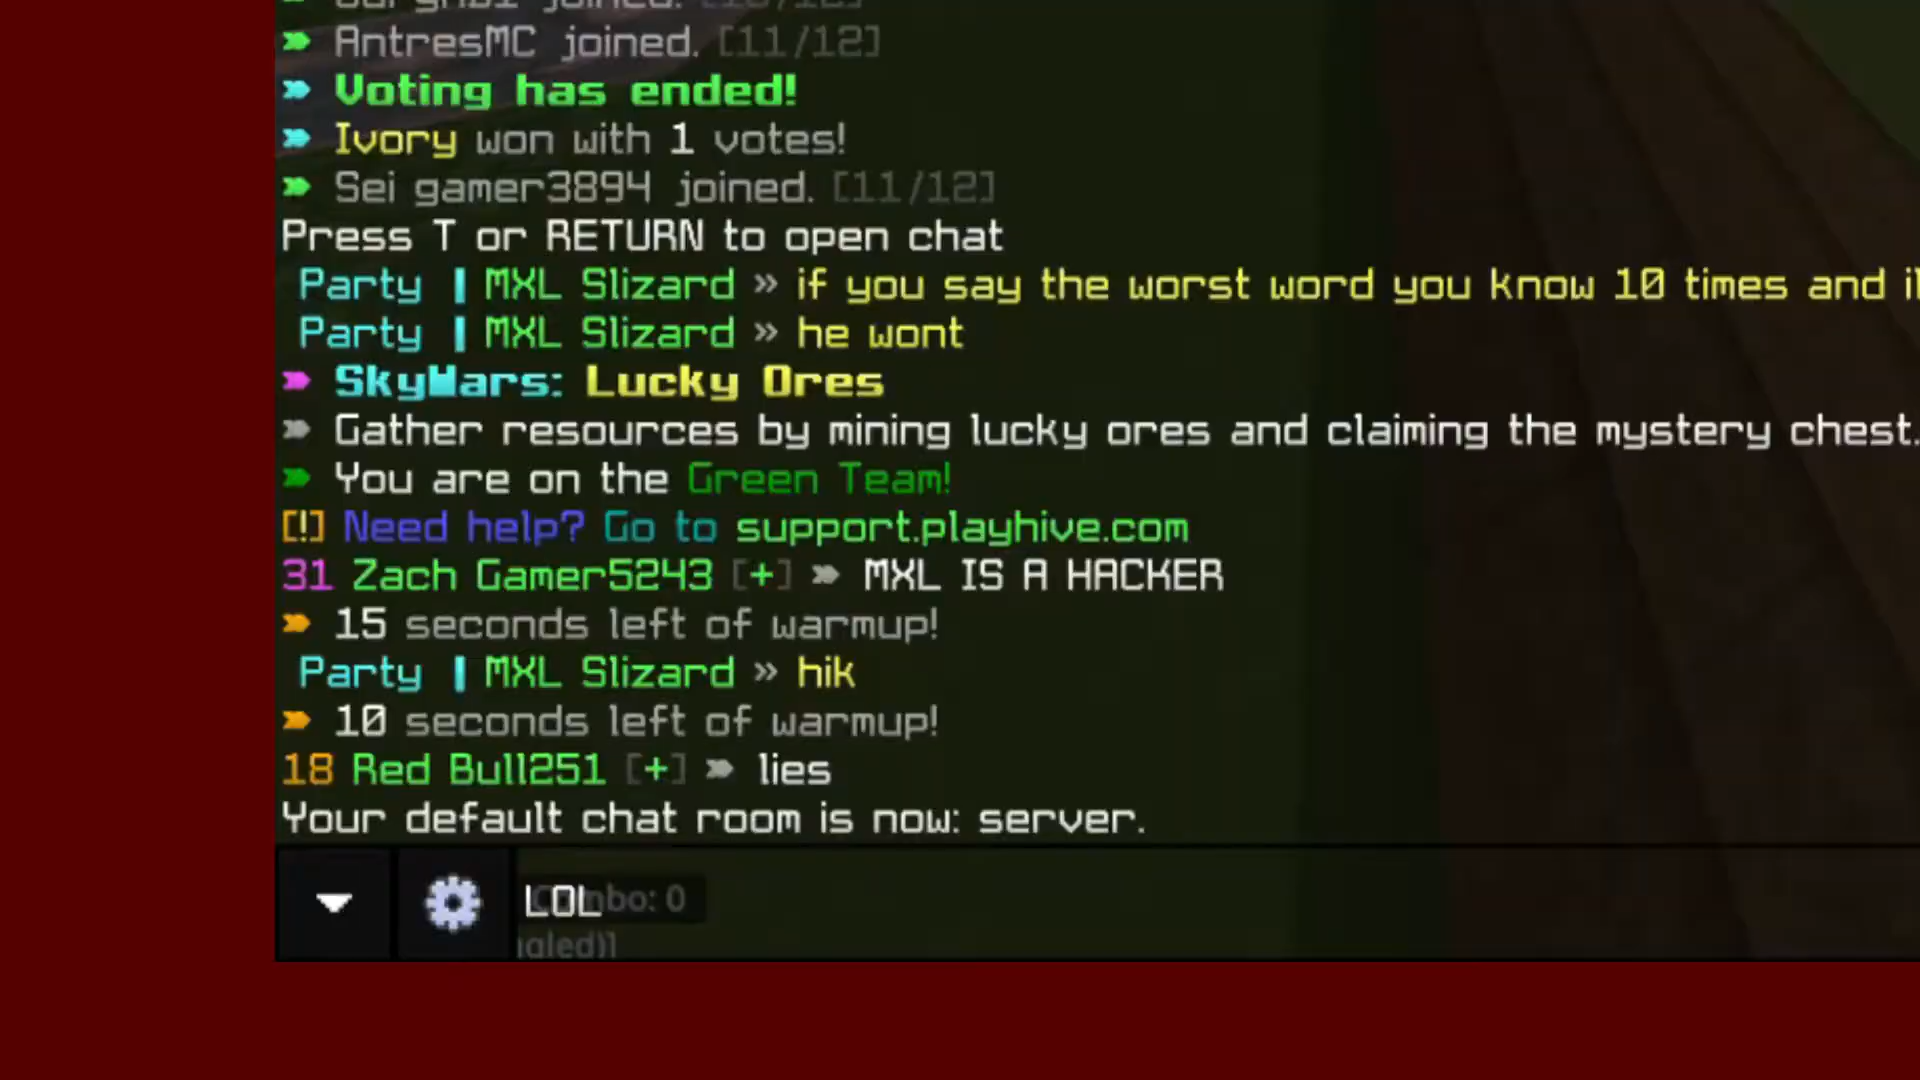 joined.
AntresMC joined. [11/12]
Voting has ended!
Ivory won with 1 votes!
Sei gamer3894 joined. [11/12]
Press T or RETURN to open chat
Party | MXL Slizard » if you say the worst word you know 10 times and
Party | MXL Slizard » he wont
SkyWars: Lucky Ores
Gather resources by mining lucky ores and claiming the mystery chest.
You are on the Green Team!
[!] Need help? Go to support.playhive.com
31 Zach Gamer5243 [+] » MXL IS A HACKER
15 seconds left of warmup!
Party | MXL Slizard » hik
10 seconds left of warmup!
18 Red Bull251 [+] » lies
Your default chat room is now: server.
LOL
: 0